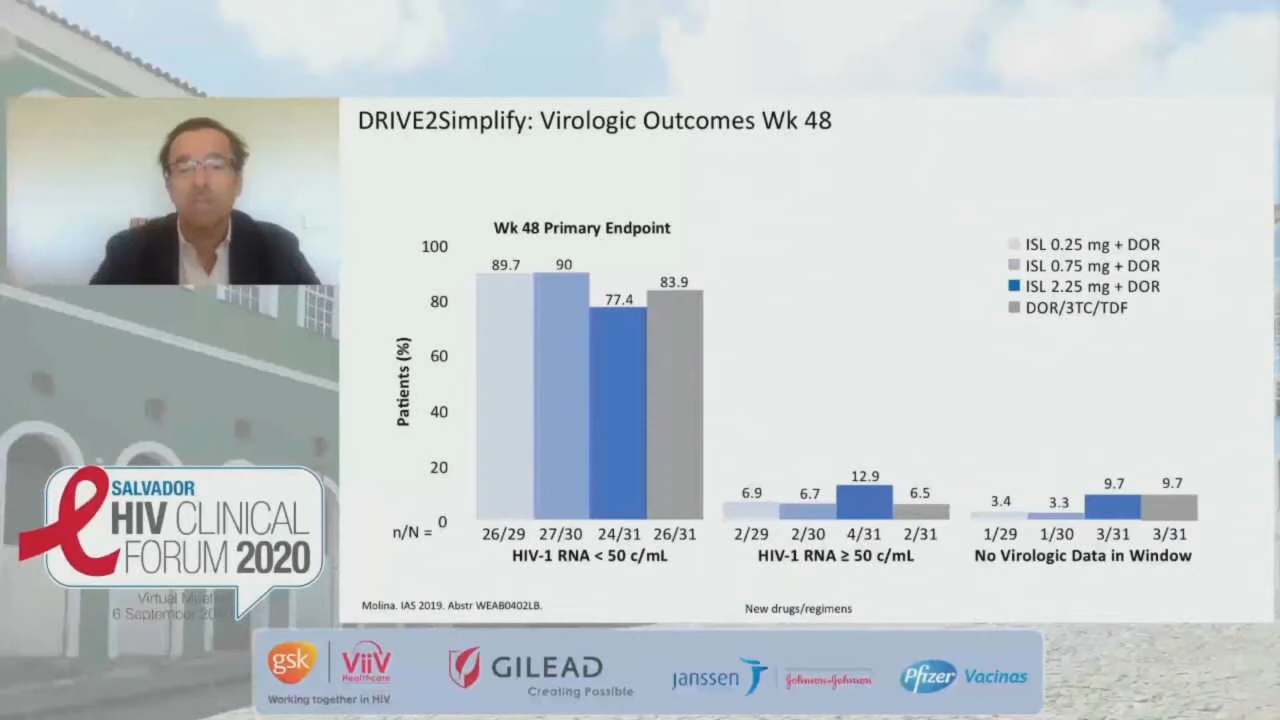 DRIVE2Simplify: Virologic Outcomes Wk 48
Wk 48 Primary Endpoint
Patients (%)
100
80
60
40
20
0
89.7 90 77.4 83.9
6.9 6.7 12.9 6.5
3.4 3.3 9.7 9.7
ISL 0.25 mg + DOR
ISL 0.75 mg + DOR
ISL 2.25 mg + DOR
DOR/3TC/TDF
n/N = 26/29 27/30 24/31 26/31 2/29 2/30 4/31 2/31 1/29 1/30 3/31 3/31
HIV-1 RNA < 50 c/mL HIV-1 RNA ≥ 50 c/mL No Virologic Data in Window
Molina. IAS 2019. Abstr WEAB0402LB.
New drugs/regimens
SALVADOR
HIV CLINICAL
FORUM 2020
Virtual
6 September
gsk
ViiV
Healthcare
Working together in HIV
GILEAD
Creating Possible
janssen
Johnson & Johnson
Pfizer Vacinas